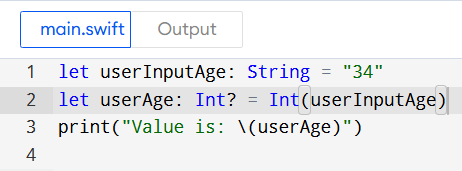 main.swift Output
1 let userInputAge: String = "34"
2 let userAge: Int? = Int(userInputAge)
3 print("Value is: \(userAge)")
4